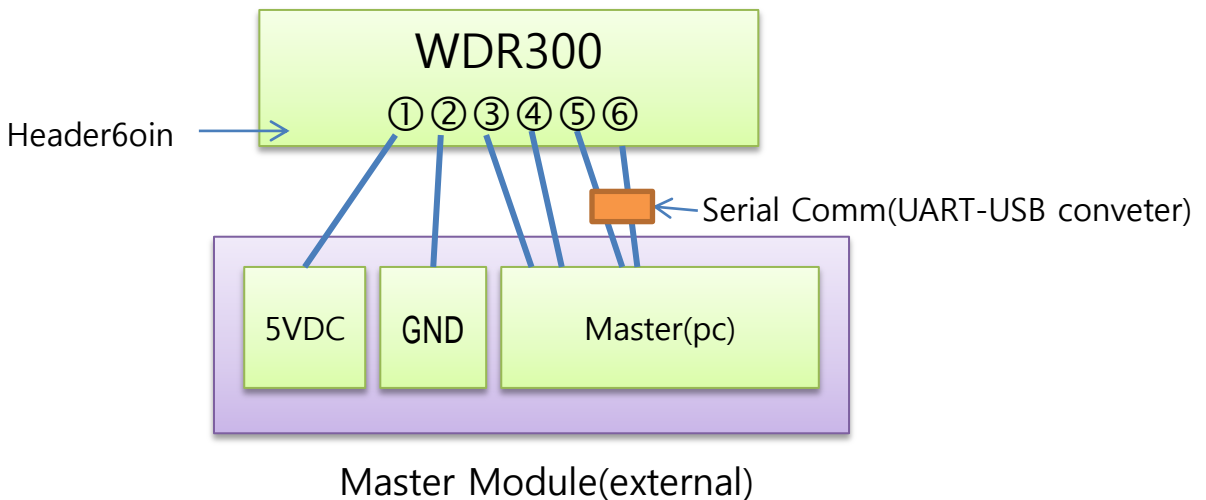 WDR300
①②③④⑤⑥
Header6oin
Serial Comm(UART-USB conveter)
5VDC
GND
Master(pc)
Master Module(external)